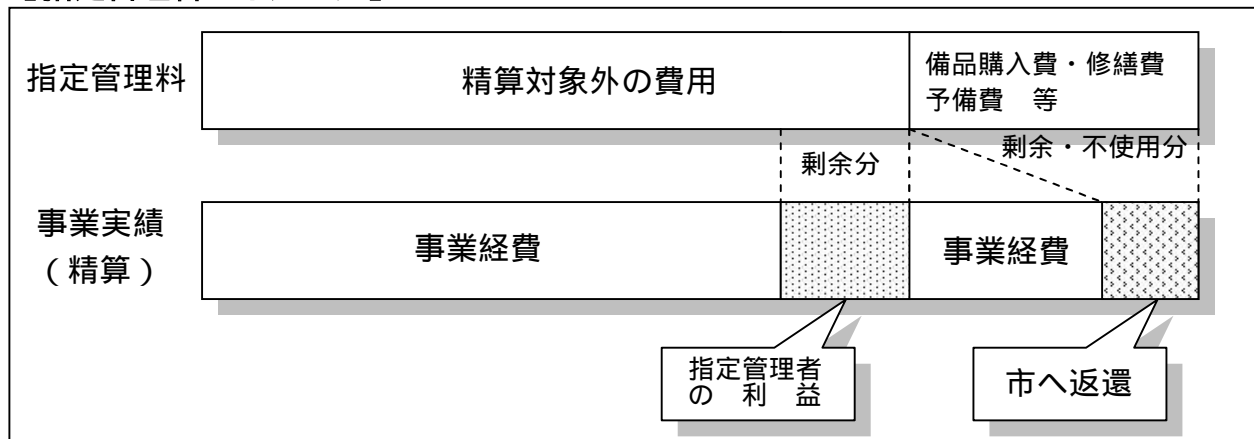 指定管理料
精算対象外の費用
備品購入費・修繕費
予備費　等
剰余分
剰余・不使用分
事業実績
（精算）
事業経費
事業経費
指定管理者
の　利　益
市へ返還